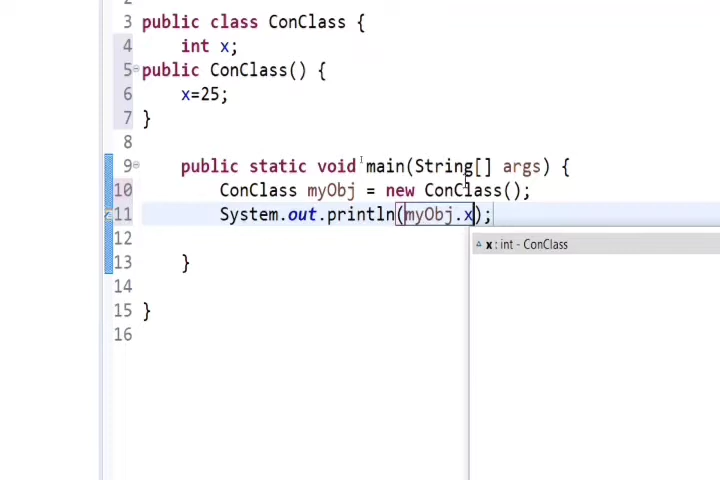 3 public class ConClass {
4 int x;
5 public ConClass() {
6 x=25;
7 }
8
9 public static void main(String[] args) {
10 ConClass myObj = new ConClass();
11 System.out.println(myObj.x);
x : int - ConClass
12
13 }
14
15 }
16